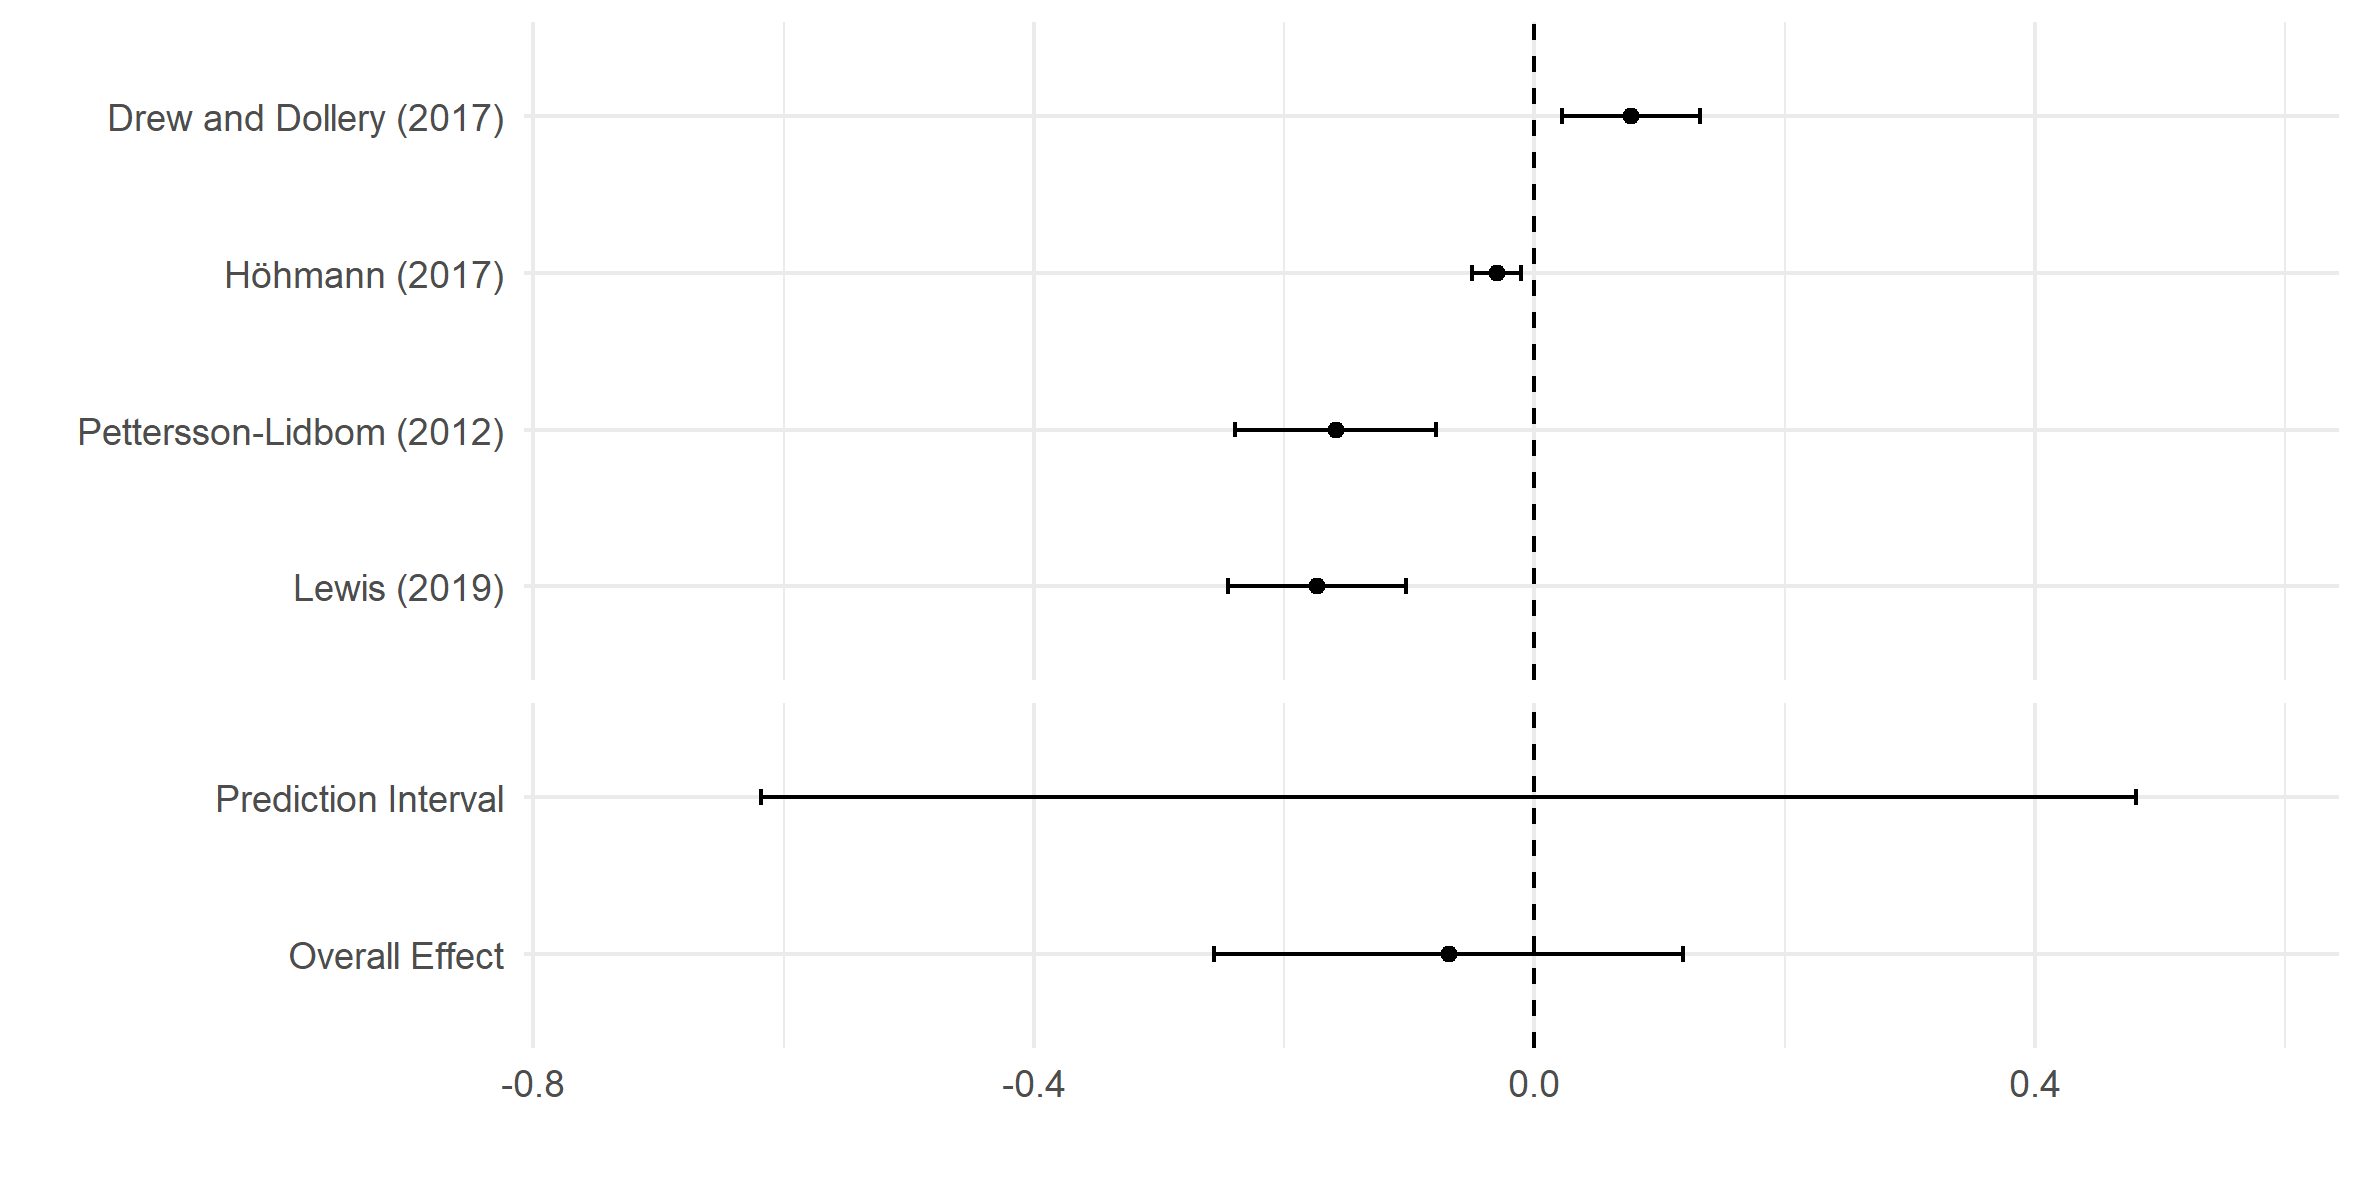 Drew and Dollery (2017)
Höhmann (2017)
Pettersson-Lidbom (2012)
Lewis (2019)
Prediction Interval
Overall Effect
-0.8
-0.4
0.0
0.4